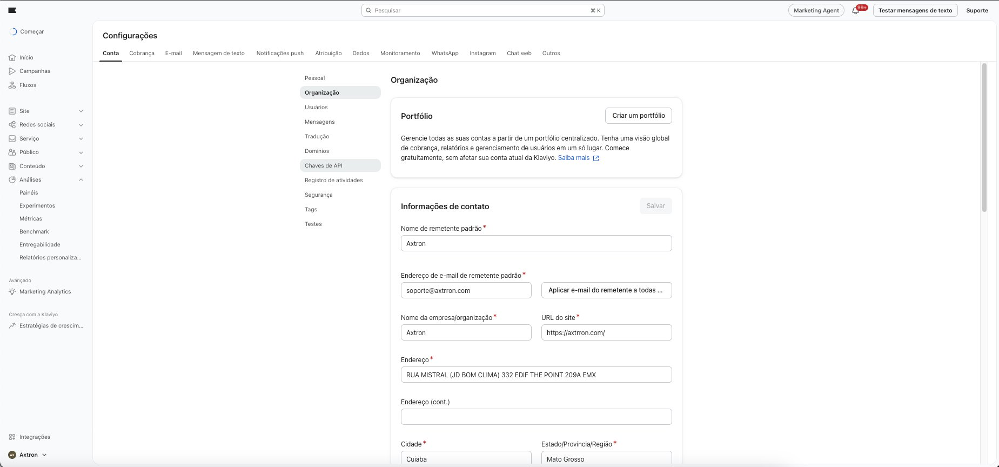 Pesquisar
⌘ K
Marketing Agent
99+
Testar mensagens de texto
Suporte
Começar
Início
Campanhas
Fluxos
Site
Redes sociais
Serviço
Público
Conteúdo
Análises
Painéis
Experimentos
Métricas
Benchmark
Entregabilidade
Relatórios personaliza...
Avançado
Marketing Analytics
Cresça com a Klaviyo
Estratégias de crescim...
Integrações
AX
Axtron
Configurações
Conta
Cobrança
E-mail
Mensagem de texto
Notificações push
Atribuição
Dados
Monitoramento
WhatsApp
Instagram
Chat web
Outros
Pessoal
Organização
Usuários
Mensagens
Tradução
Domínios
Chaves de API
Registro de atividades
Segurança
Tags
Testes
Organização
Portfólio
Criar um portfólio
Gerencie todas as suas contas a partir de um portfólio centralizado. Tenha uma visão global
de cobrança, relatórios e gerenciamento de usuários em um só lugar. Comece
gratuitamente, sem afetar sua conta atual da Klaviyo. Saiba mais
Informações de contato
Salvar
Nome de remetente padrão*
Axtron
Endereço de e-mail de remetente padrão*
soporte@axtrron.com
Aplicar e-mail do remetente a todas ...
Nome da empresa/organização*
URL do site*
Axtron
https://axtrron.com/
Endereço*
RUA MISTRAL (JD BOM CLIMA) 332 EDIF THE POINT 209A EMX
Endereço (cont.)
Cidade*
Estado/Província/Região*
Cuiaba
Mato Grosso